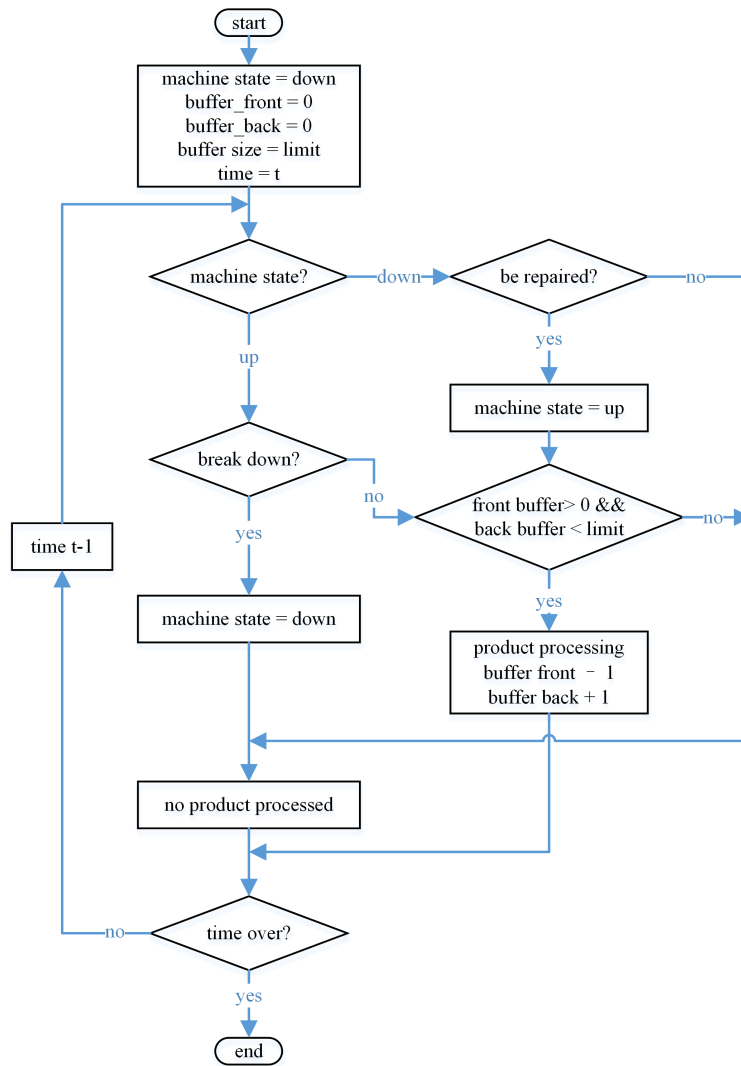 start
machine state = down
buffer_front = 0
buffer_back = 0
buffer size = limit
time = t
machine state?
down
be repaired?
no
up
yes
machine state = up
break down?
no
front buffer> 0 &&
back buffer < limit
no
time t-1
yes
yes
machine state = down
product processing
buffer front - 1
buffer back + 1
no product processed
no
time over?
yes
end